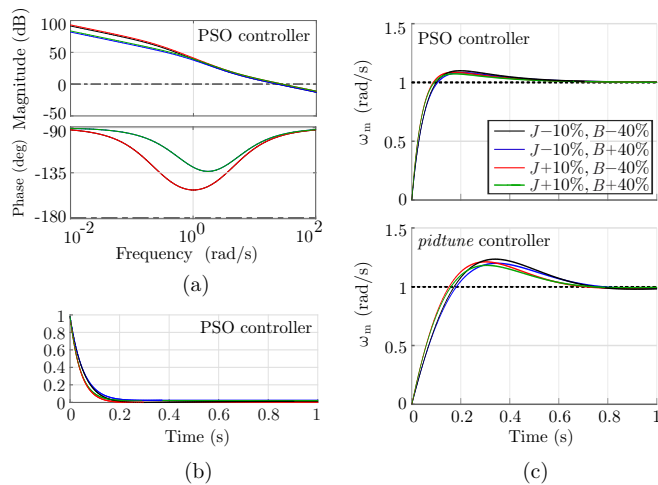 Magnitude (dB)
100
50
0
-50
PSO controller
Phase (deg)
-90
-135
-180
10^-2
10^0
10^2
Frequency (rad/s)
(a)
1
0.8
0.6
0.4
0.2
0
PSO controller
0
0.2
0.4
0.6
0.8
1
Time (s)
(b)
ω_m (rad/s)
1.5
1
0.5
0
PSO controller
J−10%, B−40%
J−10%, B+40%
J+10%, B−40%
J+10%, B+40%
ω_m (rad/s)
1.5
1
0.5
0
pidtune controller
0
0.2
0.4
0.6
0.8
1
Time (s)
(c)